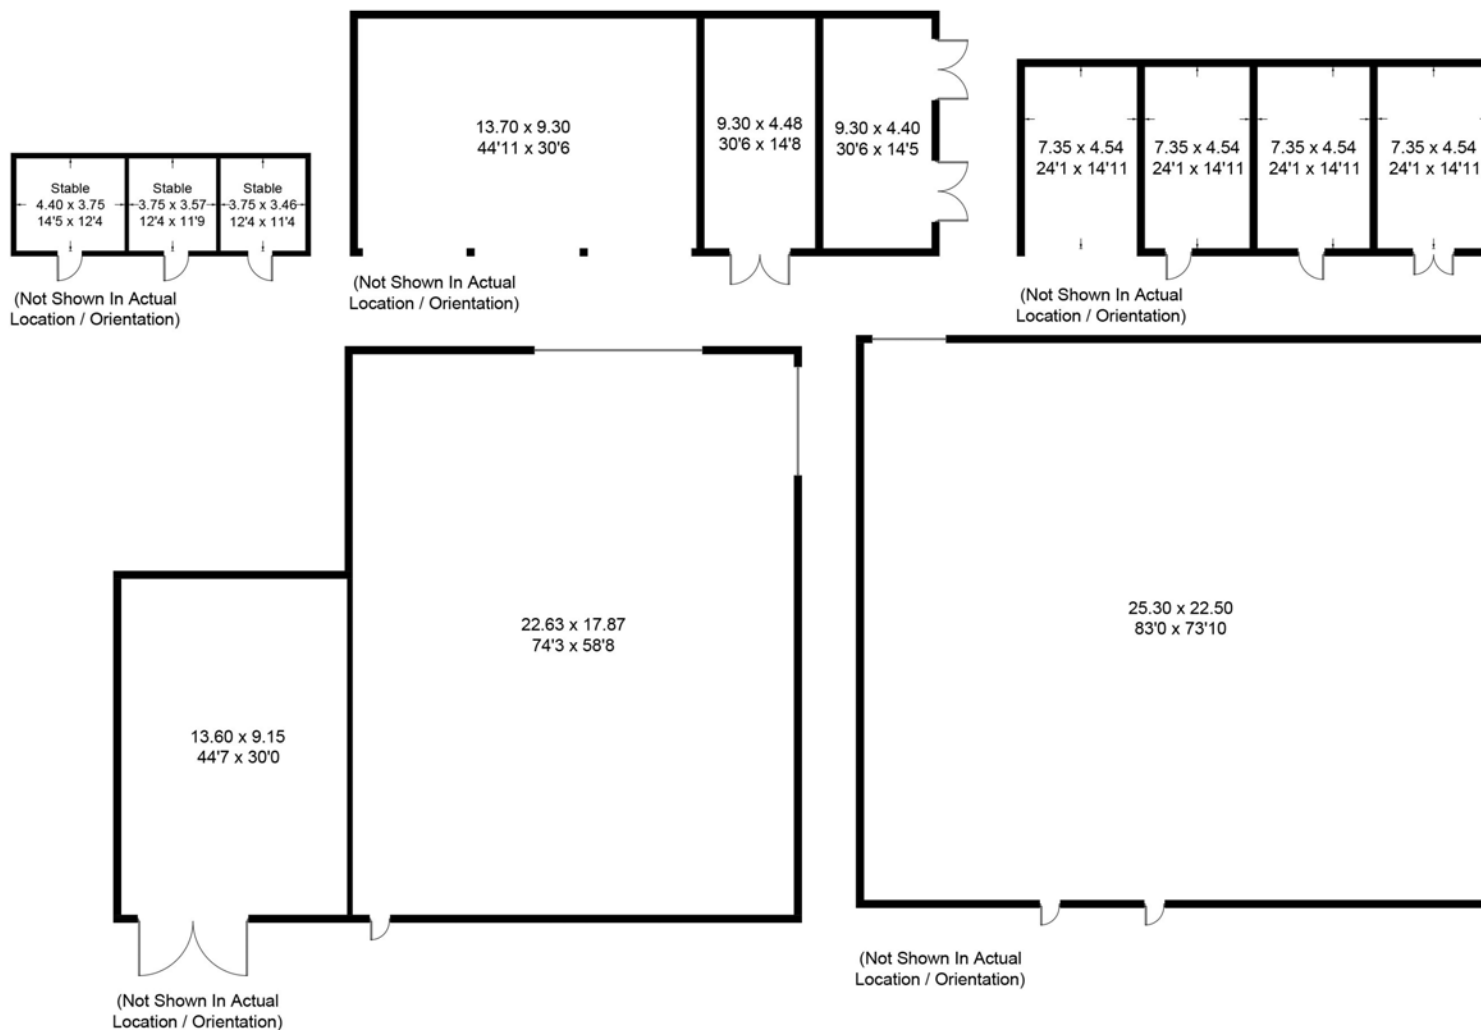 Stable
4.40 x 3.75
14'5 x 12'4
Stable
3.75 x 3.57
12'4 x 11'9
Stable
3.75 x 3.46
12'4 x 11'4
(Not Shown In Actual
Location / Orientation)
13.70 x 9.30
44'11 x 30'6
9.30 x 4.48
30'6 x 14'8
9.30 x 4.40
30'6 x 14'5
(Not Shown In Actual
Location / Orientation)
7.35 x 4.54
24'1 x 14'11
7.35 x 4.54
24'1 x 14'11
7.35 x 4.54
24'1 x 14'11
7.35 x 4.54
24'1 x 14'11
(Not Shown In Actual
Location / Orientation)
22.63 x 17.87
74'3 x 58'8
13.60 x 9.15
44'7 x 30'0
(Not Shown In Actual
Location / Orientation)
25.30 x 22.50
83'0 x 73'10
(Not Shown In Actual
Location / Orientation)